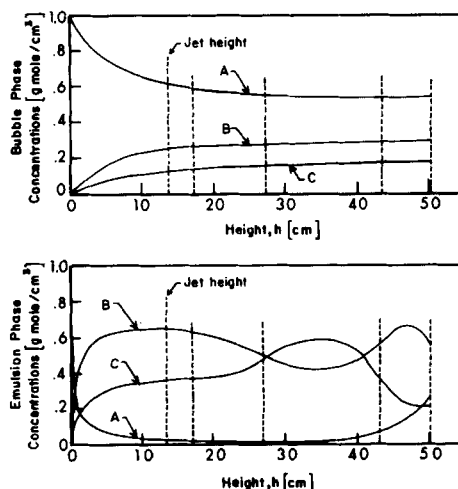 Bubble Phase
Concentrations [g mole/cm³]
1.0
.8
.6
.4
.2
0
Jet height
A
B
C
0 10 20 30 40 50
Height, h [cm]
Emulsion Phase
Concentrations [g mole/cm³]
1.0
.8
.6
.4
.2
0
Jet height
B
C
A
0 10 20 30 40 50
Height, h [cm]